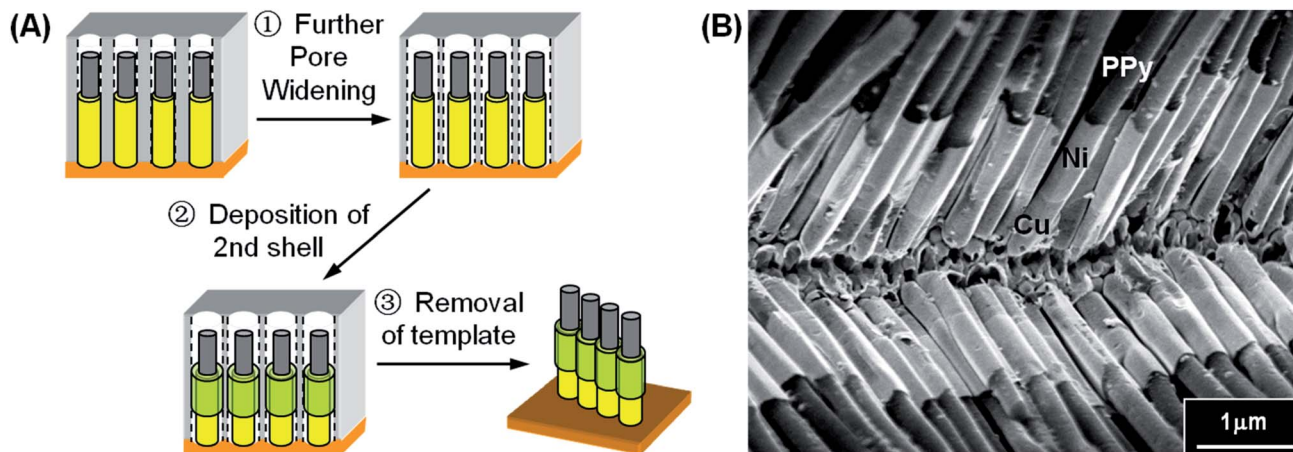 (A)
① Further
Pore
Widening
② Deposition of
2nd shell
③ Removal
of template
(B)
PPy
Ni
Cu
1μm